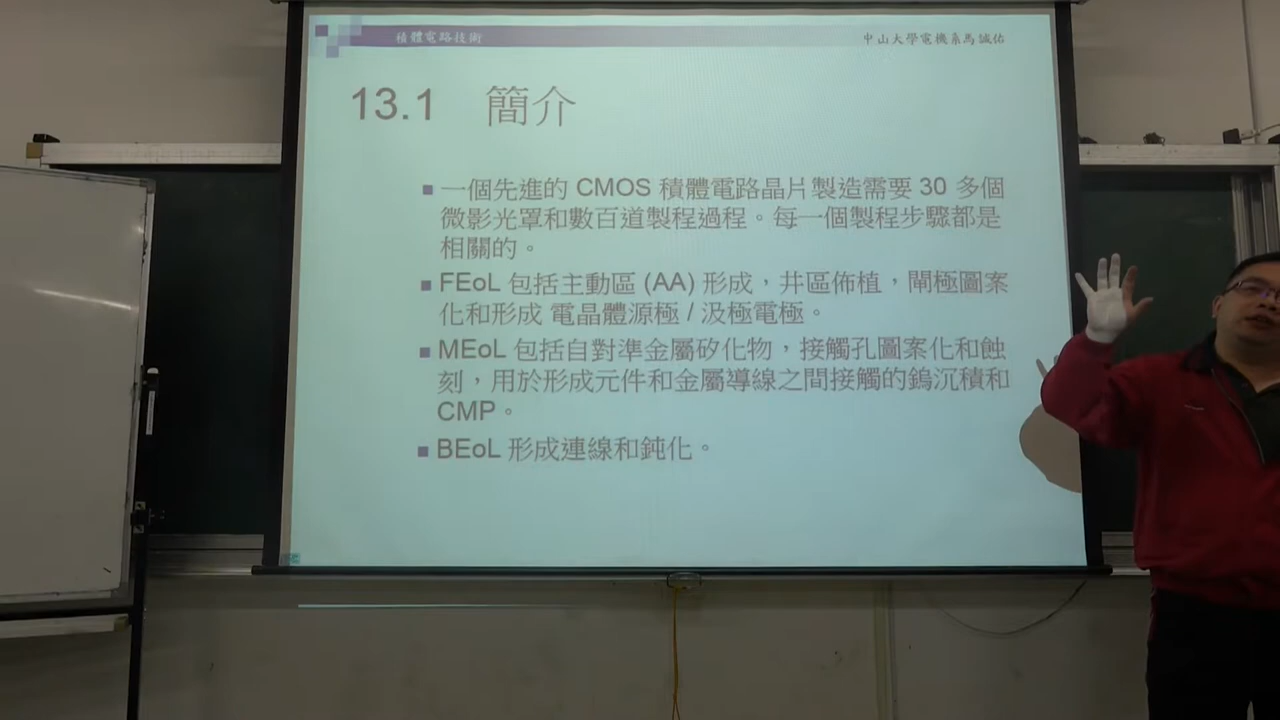 積體電路技術
中山大學電機系馬誠佑
13.1 簡介
一個先進的 CMOS 積體電路晶片製造需要 30 多個
微影光罩和數百道製程過程。每一個製程步驟都是
相關的。
FEoL 包括主動區 (AA) 形成,井區佈植,閘極圖案
化和形成 電晶體源極 / 汲極電極。
MEoL 包括自對準金屬矽化物,接觸孔圖案化和蝕
刻,用於形成元件和金屬導線之間接觸的鎢沉積和
CMP。
BEoL 形成連線和鈍化。